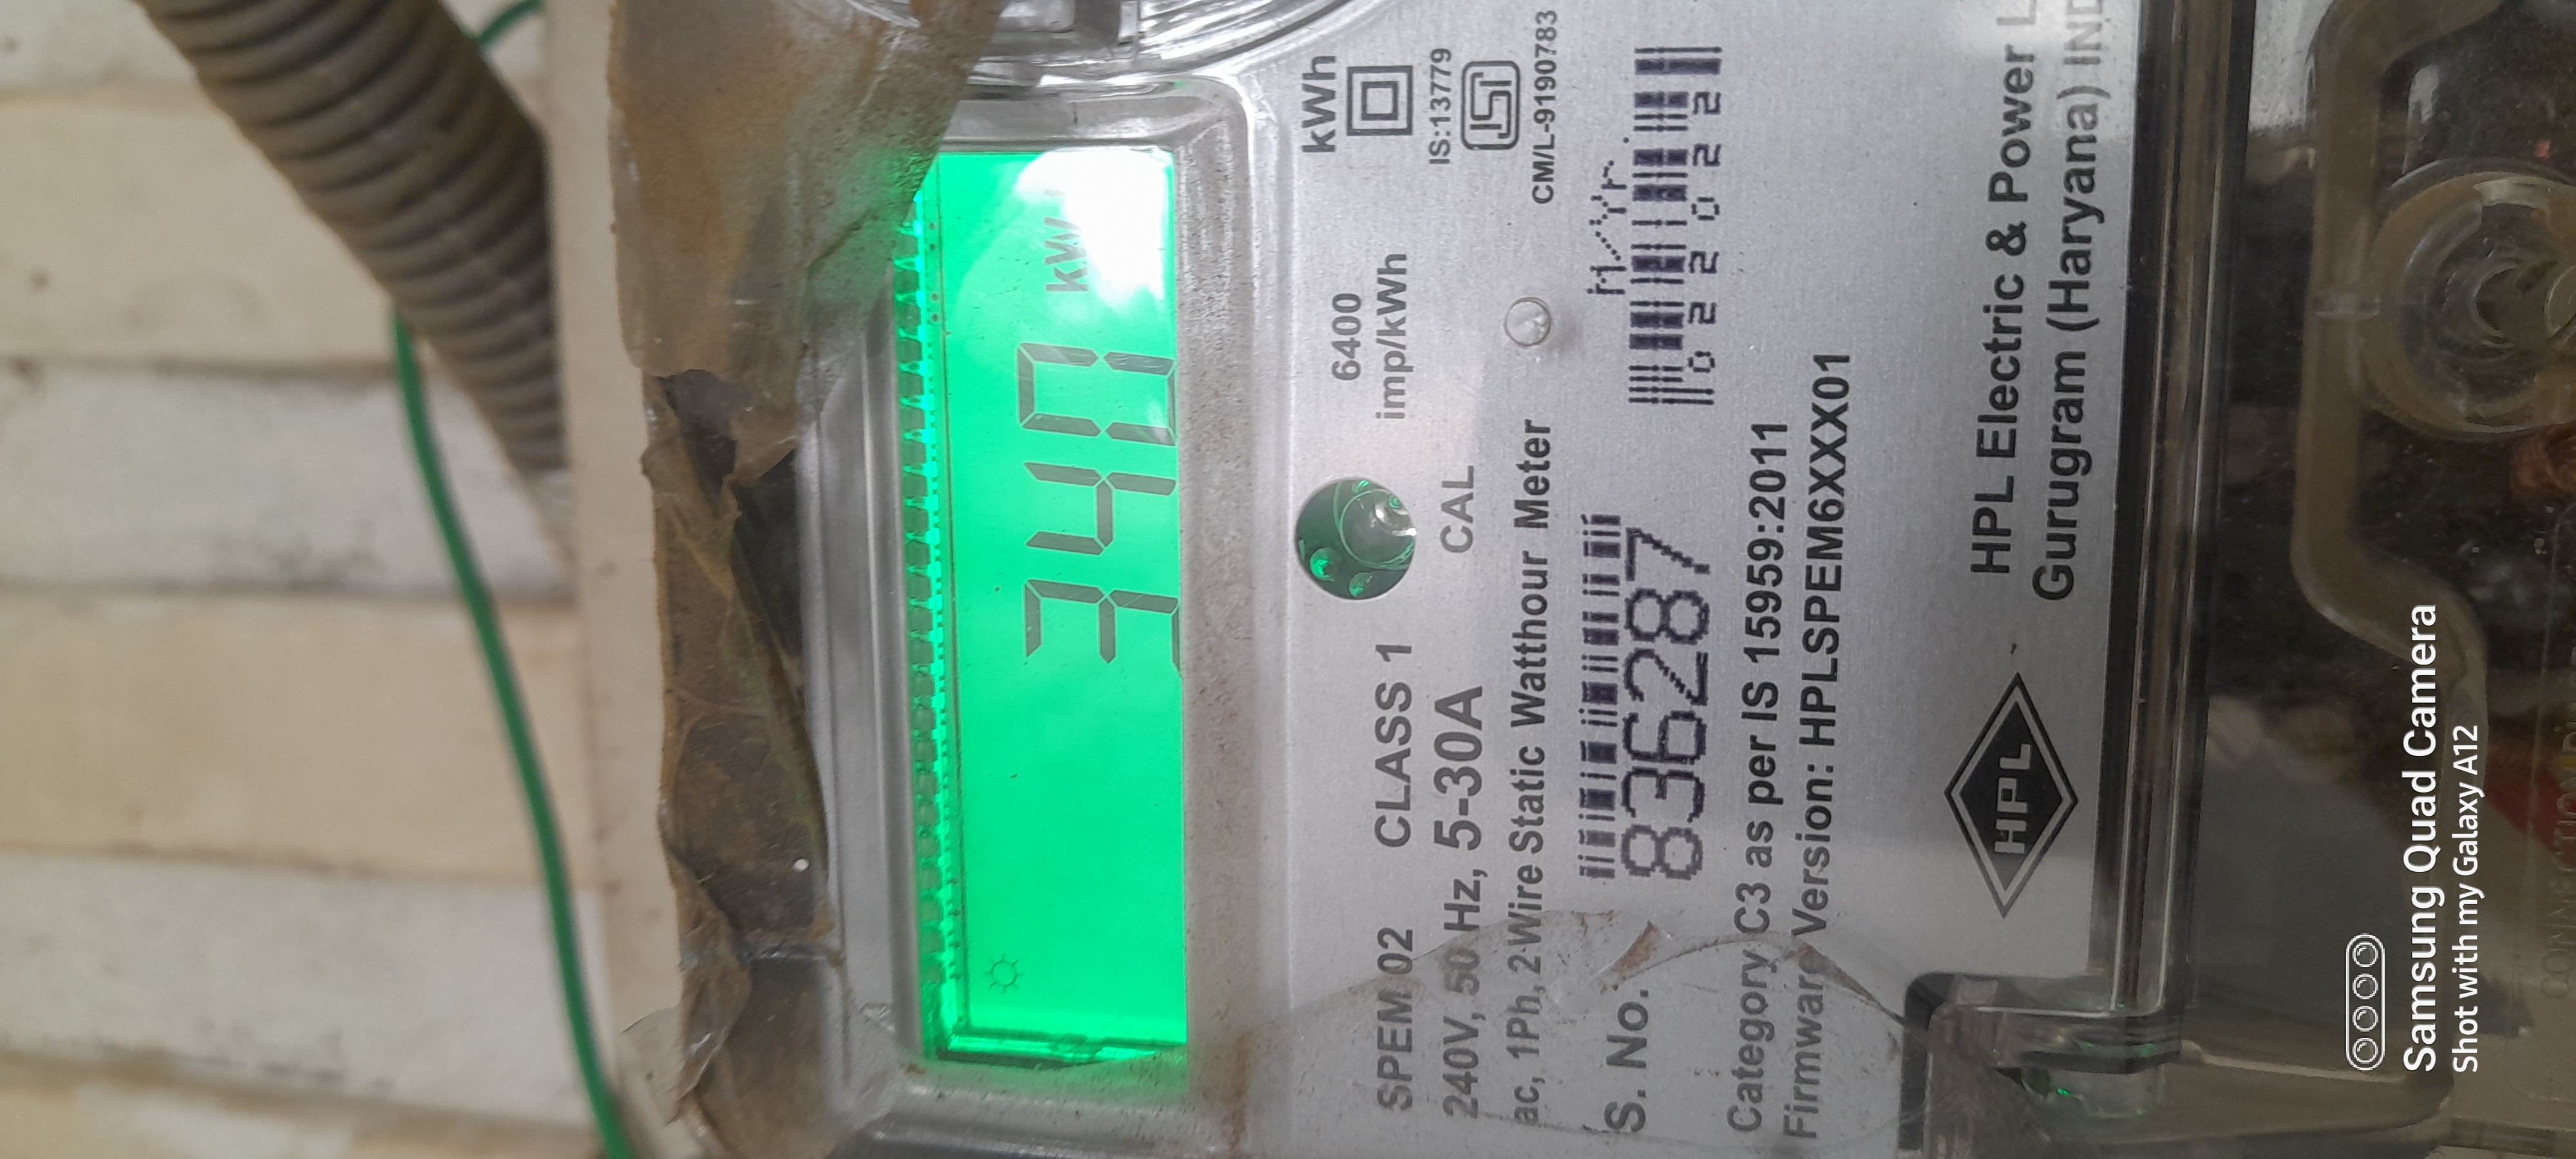 340 kW
kWh
6400
imp/kWh
IS:13779
CM/L-9190783
SPEM 02 CLASS 1
CAL
240V, 50 Hz, 5-30A
ac, 1Ph, 2 Wire Static Watthour Meter
M/Yr.
S. No. 836287
022022
Category C3 as per IS 15959:2011
Firmware Version: HPLSPEM6XXX01
HPL
HPL Electric & Power
Gurugram (Haryana)
Samsung Quad Camera
Shot with my Galaxy A12